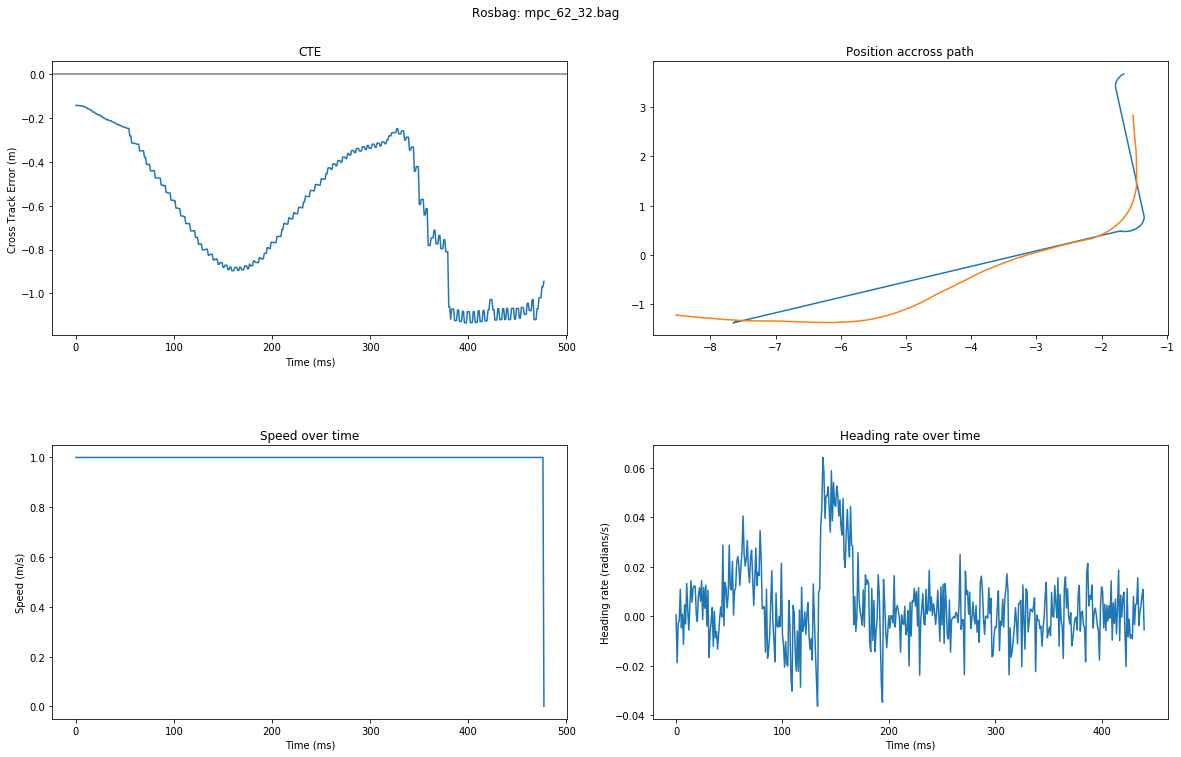 Rosbag: mpc_62_32.bag
CTE
Cross Track Error (m)
0.0
−0.2
−0.4
−0.6
−0.8
−1.0
0 100 200 300 400 500
Time (ms)
Position accross path
3
2
1
0
−1
−8 −7 −6 −5 −4 −3 −2 −1
Speed over time
Speed (m/s)
1.0
0.8
0.6
0.4
0.2
0.0
0 100 200 300 400 500
Time (ms)
Heading rate over time
Heading rate (radians/s)
0.06
0.04
0.02
0.00
−0.02
−0.04
0 100 200 300 400
Time (ms)